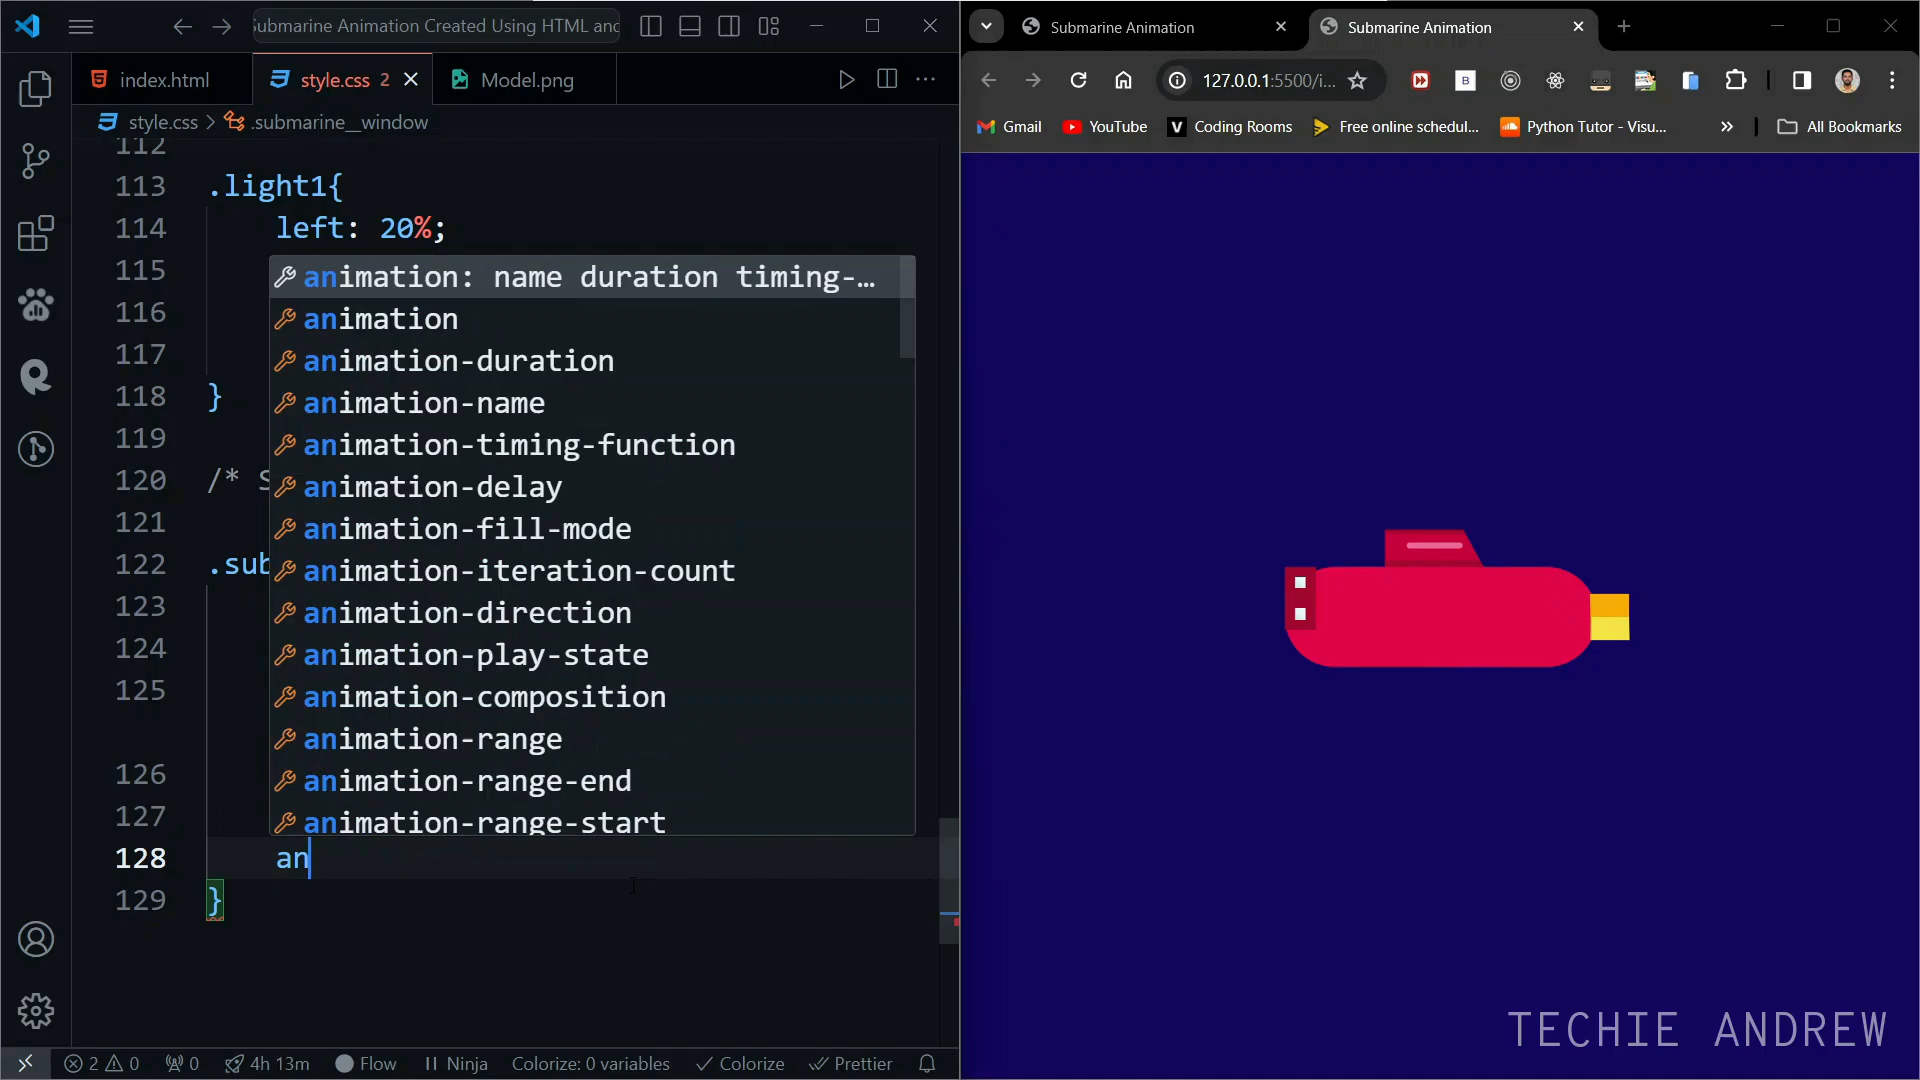 Submarine Animation Created Using HTML and
index.html
style.css 2
Model.png
style.css > .submarine__window
112
113 .light1{
114 left: 20%;
115
116
117
118 }
119
120 /* S
121
122 .sub
123
124
125
126
127
128 an
129 }
animation: name duration timing-…
animation
animation-duration
animation-name
animation-timing-function
animation-delay
animation-fill-mode
animation-iteration-count
animation-direction
animation-play-state
animation-composition
animation-range
animation-range-end
animation-range-start
2 0
0
4h 13m
Flow
Ninja
Colorize: 0 variables
Colorize
Prettier
Submarine Animation
Submarine Animation
127.0.0.1:5500/i...
B
Gmail
YouTube
V Coding Rooms
Free online schedul...
Python Tutor - Visu...
»
All Bookmarks
TECHIE ANDREW